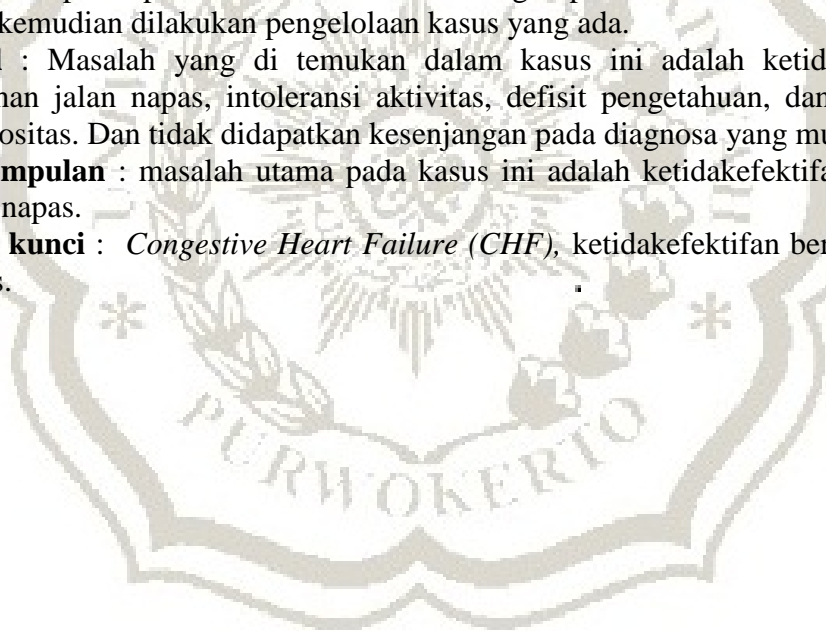 kemudian dilakukan pengelolaan kasus yang ada.
: Masalah yang di temukan dalam kasus ini adalah ketid
nan jalan napas, intoleransi aktivitas, defisit pengetahuan, dan
ositas. Dan tidak didapatkan kesenjangan pada diagnosa yang mu
mpulan : masalah utama pada kasus ini adalah ketidakefektifa
napas.
kunci : Congestive Heart Failure (CHF), ketidakefektifan ber
s.
PURWOKERTO